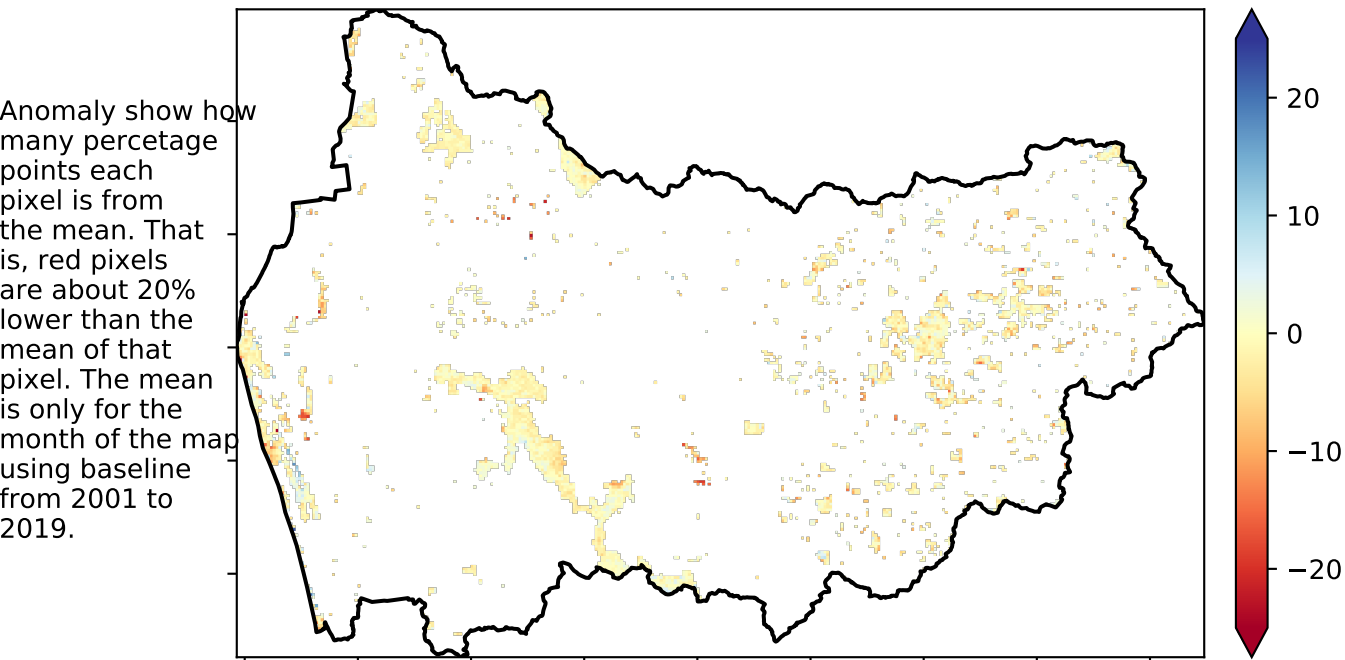 Anomaly show how
many percetage
points each
pixel is from
the mean. That
is, red pixels
are about 20%
lower than the
mean of that
pixel. The mean
is only for the
month of the map
using baseline
from 2001 to
2019.
20
10
0
−10
−20